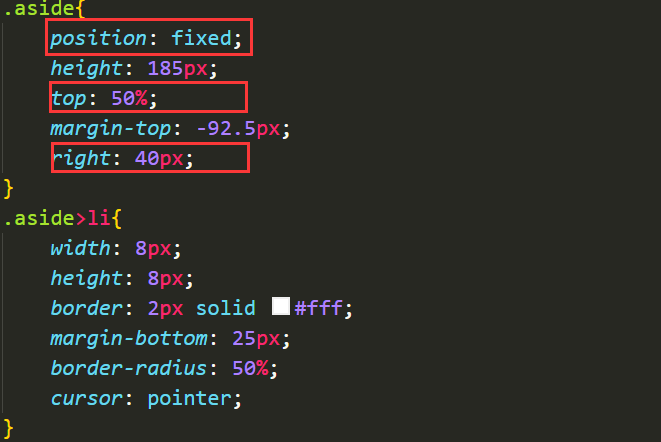 .aside{
position: fixed;
height: 185px;
top: 50%;
margin-top: -92.5px;
right: 40px;
}
.aside>li{
width: 8px;
height: 8px;
border: 2px solid #fff;
margin-bottom: 25px;
border-radius: 50%;
cursor: pointer;
}